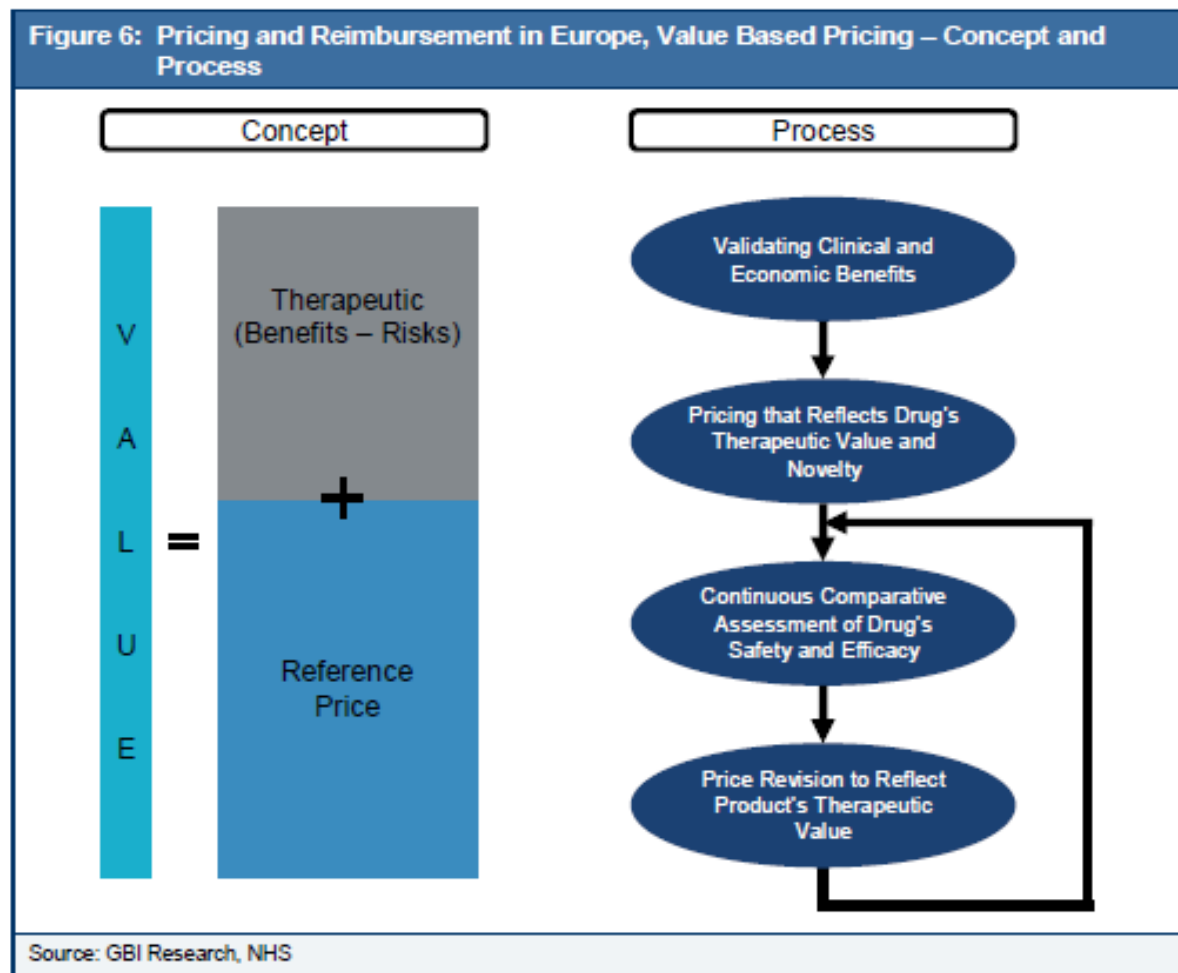 Figure 6: Pricing and Reimbursement in Europe, Value Based Pricing – Concept and
Process
Concept
V
A
L
U
E
=
Therapeutic
(Benefits – Risks)
+
Reference
Price
Process
Validating Clinical and
Economic Benefits
Pricing that Reflects Drug's
Therapeutic Value and
Novelty
Continuous Comparative
Assessment of Drug's
Safety and Efficacy
Price Revision to Reflect
Product's Therapeutic
Value
Source: GBI Research, NHS